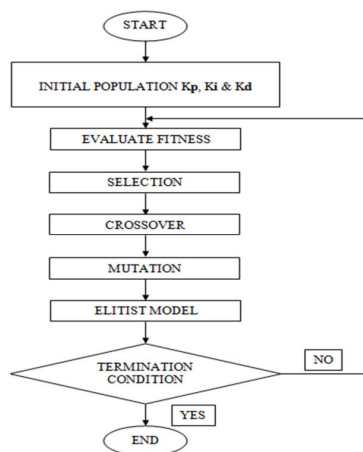 START
INITIAL POPULATION Kp, Ki & Kd
EVALUATE FITNESS
SELECTION
CROSSOVER
MUTATION
ELITIST MODEL
TERMINATION
CONDITION
NO
YES
END